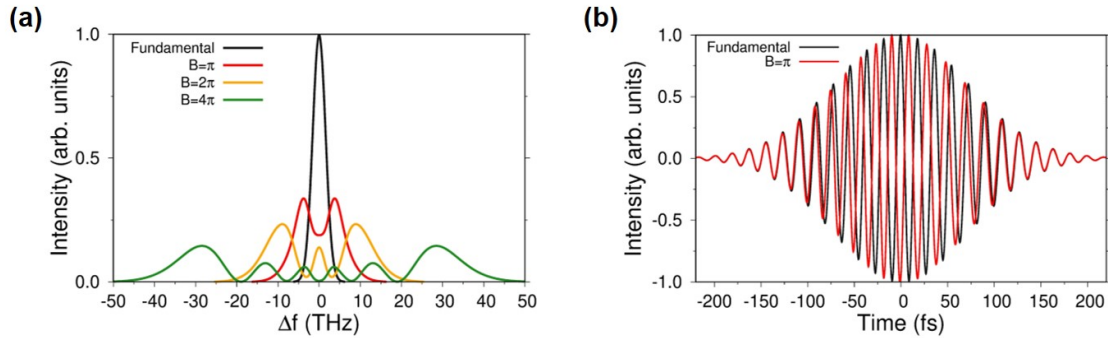 (a)
Intensity (arb. units)
1.0
0.5
0.0
Fundamental
B=π
B=2π
B=4π
-50 -40 -30 -20 -10 0 10 20 30 40 50
Δf (THz)
(b)
Intensity (arb. units)
1.0
0.5
0.0
-0.5
-1.0
Fundamental
B=π
-200 -150 -100 -50 0 50 100 150 200
Time (fs)